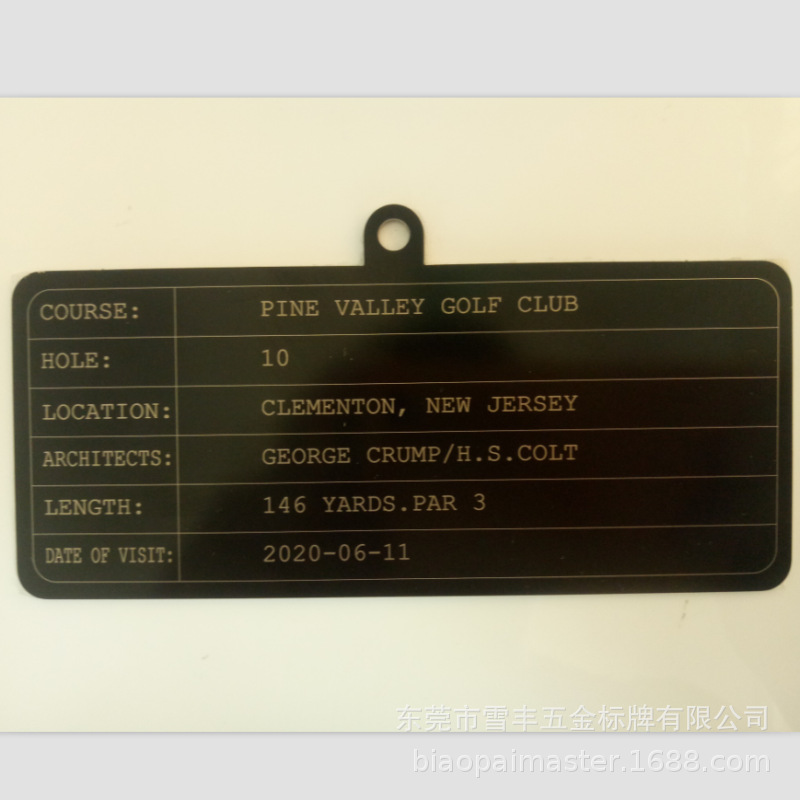 COURSE: PINE VALLEY GOLF CLUB
HOLE: 10
LOCATION: CLEMENTON, NEW JERSEY
ARCHITECTS: GEORGE CRUMP/H.S.COLT
LENGTH: 146 YARDS.PAR 3
DATE OF VISIT: 2020-06-11
东莞市雪丰五金标牌有限公司
biaopaimaster.1688.com